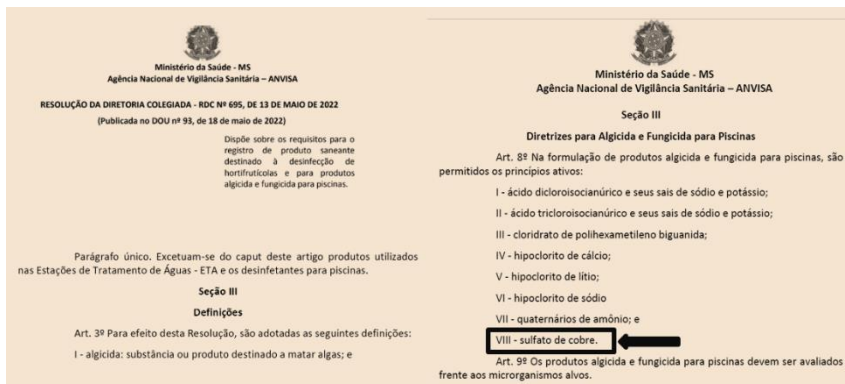 Ministério da Saúde - MS
Agência Nacional de Vigilância Sanitária – ANVISA
RESOLUÇÃO DA DIRETORIA COLEGIADA - RDC Nº 695, DE 13 DE MAIO DE 2022
(Publicada no DOU nº 93, de 18 de maio de 2022)
Dispõe sobre os requisitos para o
registro de produto saneante
destinado à desinfecção de
hortifrutícolas e para produtos
algicida e fungicida para piscinas.
Parágrafo único. Excetuam-se do caput deste artigo produtos utilizados
nas Estações de Tratamento de Águas - ETA e os desinfetantes para piscinas.
Seção III
Definições
Art. 3º Para efeito desta Resolução, são adotadas as seguintes definições:
I - algicida: substância ou produto destinado a matar algas; e
Ministério da Saúde - MS
Agência Nacional de Vigilância Sanitária – ANVISA
Seção III
Diretrizes para Algicida e Fungicida para Piscinas
Art. 8º Na formulação de produtos algicida e fungicida para piscinas, são
permitidos os princípios ativos:
I - ácido dicloroisocianúrico e seus sais de sódio e potássio;
II - ácido tricloroisocianúrico e seus sais de sódio e potássio;
III - cloridrato de polihexametileno biguanida;
IV - hipoclorito de cálcio;
V - hipoclorito de lítio;
VI - hipoclorito de sódio
VII - quaternários de amônio; e
VIII - sulfato de cobre.
Art. 9º Os produtos algicida e fungicida para piscinas devem ser avaliados
frente aos microrganismos alvos.